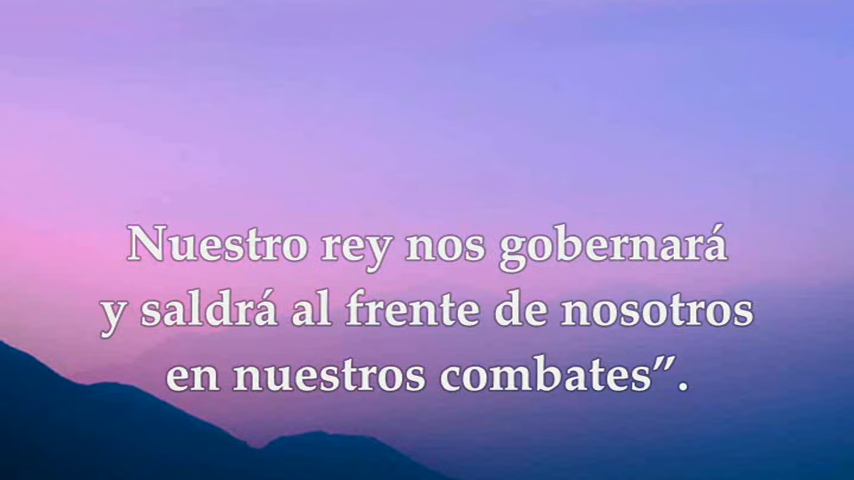 Nuestro rey nos gobernará
y saldrá al frente de nosotros
en nuestros combates”.